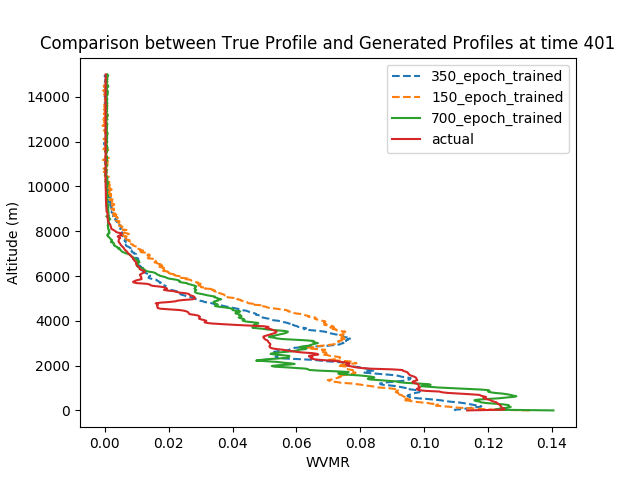 Comparison between True Profile and Generated Profiles at time 401
350_epoch_trained
150_epoch_trained
700_epoch_trained
actual
14000
12000
10000
8000
6000
4000
2000
0
Altitude (m)
0.00 0.02 0.04 0.06 0.08 0.10 0.12 0.14
WVMR